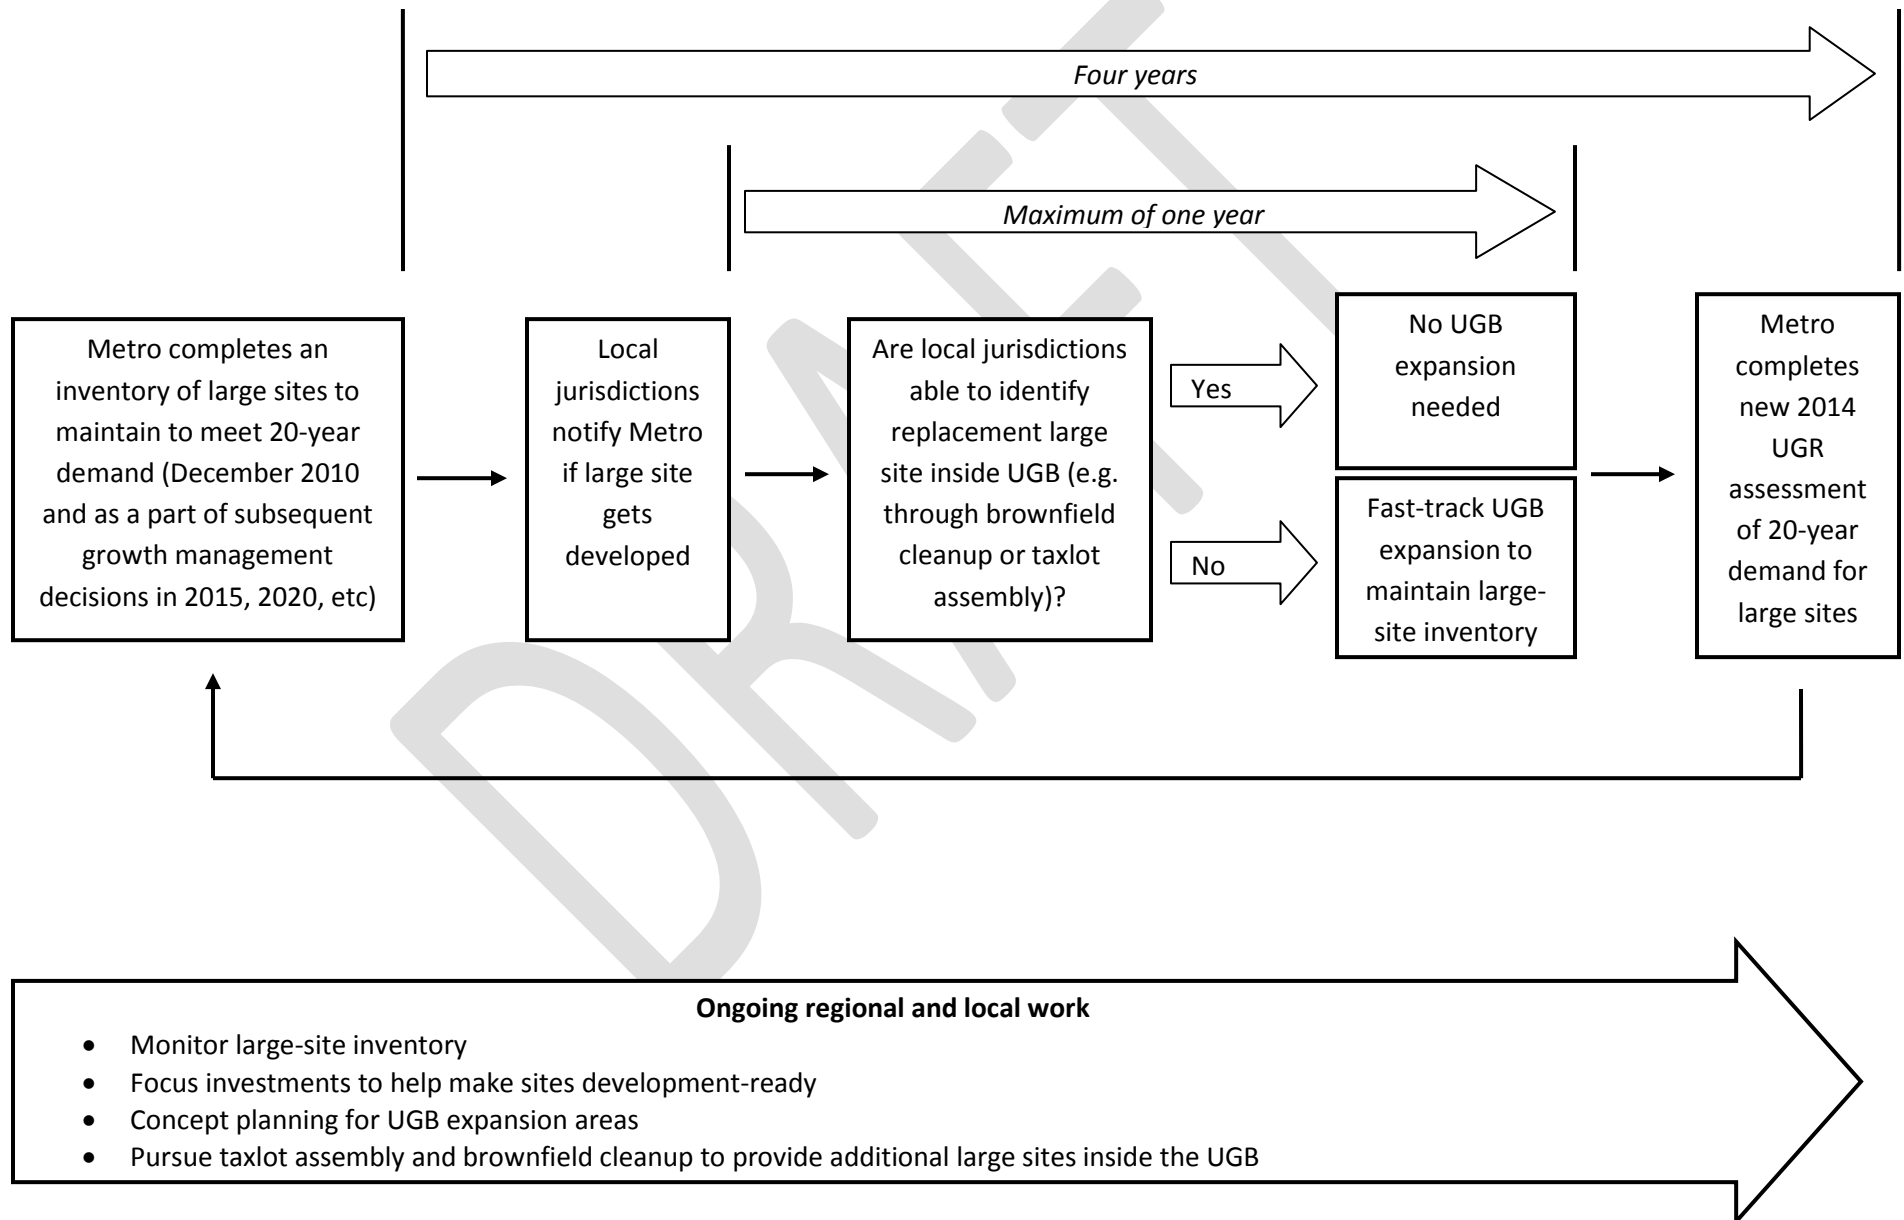 Four years
Maximum of one year
Metro completes an
inventory of large sites to
maintain to meet 20-year
demand (December 2010
and as a part of subsequent
growth management
decisions in 2015, 2020, etc)
Local
jurisdictions
notify Metro
if large site
gets
developed
Are local jurisdictions
able to identify
replacement large
site inside UGB (e.g.
through brownfield
cleanup or taxlot
assembly)?
Yes
No
No UGB
expansion
needed
Fast-track UGB
expansion to
maintain large-
site inventory
Metro
completes
new 2014
UGR
assessment
of 20-year
demand for
large sites
DRAFT
Ongoing regional and local work
• Monitor large-site inventory
• Focus investments to help make sites development-ready
• Concept planning for UGB expansion areas
• Pursue taxlot assembly and brownfield cleanup to provide additional large sites inside the UGB